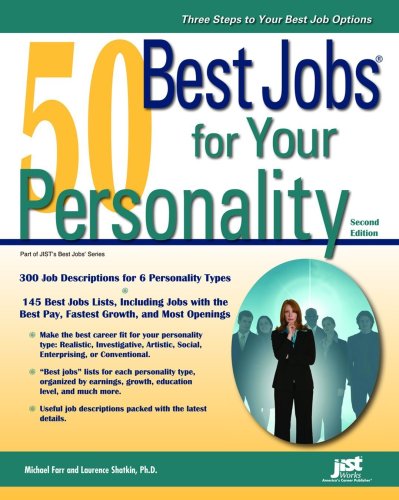 Three Steps to Your Best Job Options
50 Best Jobs®
for Your
Personality
Second
Edition
Part of JIST's Best Jobs® Series
300 Job Descriptions for 6 Personality Types
•
145 Best Jobs Lists, Including Jobs with the
Best Pay, Fastest Growth, and Most Openings
Make the best career fit for your personality
type: Realistic, Investigative, Artistic, Social,
Enterprising, or Conventional.
"Best jobs" lists for each personality type,
organized by earnings, growth, education
level, and much more.
Useful job descriptions packed with the latest
details.
Michael Farr and Laurence Shatkin, Ph.D.
jist
Works
America's Career Publisher®